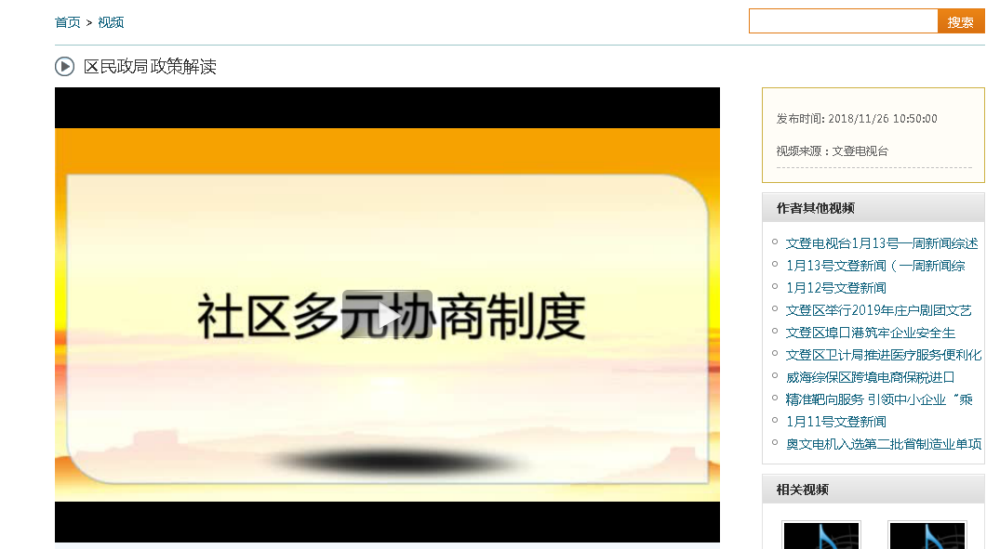 首页 > 视频
搜索
区民政局政策解读
社区多元协商制度
发布时间: 2018/11/26 10:50:00
视频来源：文登电视台
作者其他视频
文登电视台1月13号一周新闻综述
1月13号文登新闻（一周新闻综
1月12号文登新闻
文登区举行2019年庄户剧团文艺
文登区埠口港筑牢企业安全生
文登区卫计局推进医疗服务便利化
威海综保区跨境电商保税进口
精准靶向服务 引领中小企业“乘
1月11号文登新闻
奥文电机入选第二批省制造业单项
相关视频